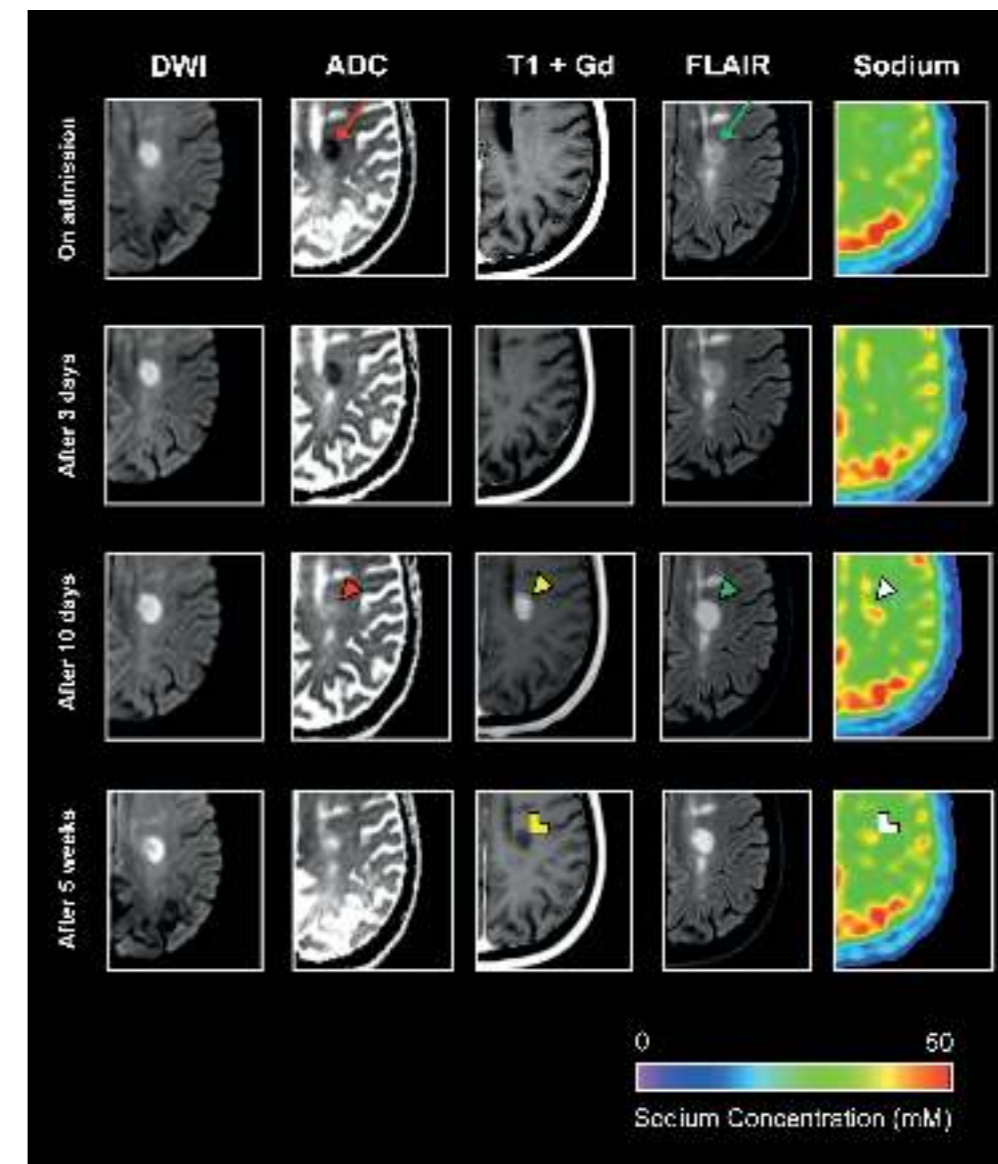 DWI ADC T1 + Gd FLAIR Sodium
On admission
After 3 days
After 10 days
After 5 weeks
0 50
Sodium Concentration (mM)